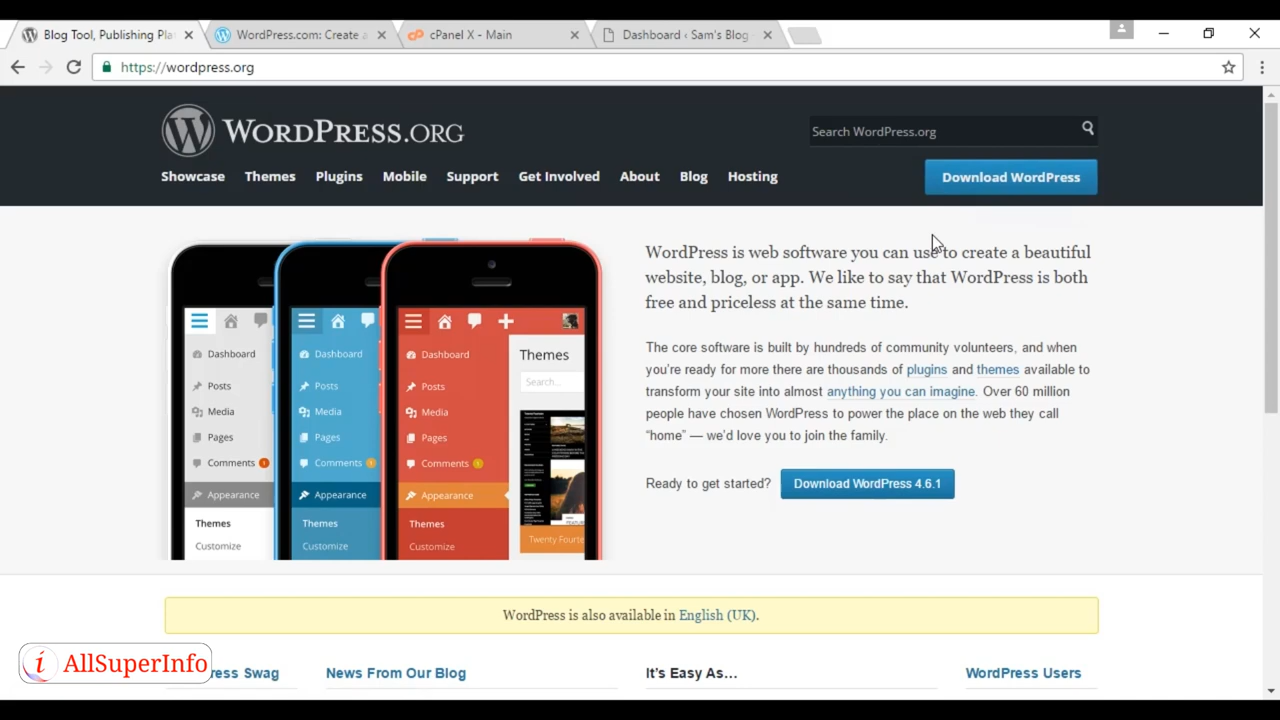 Blog Tool, Publishing Pla
WordPress.com: Create a
cPanel X - Main
Dashboard ‹ Sam's Blog
https://wordpress.org
WORDPRESS.ORG
Search WordPress.org
Showcase Themes Plugins Mobile Support Get Involved About Blog Hosting
Download WordPress
WordPress is web software you can use to create a beautiful
website, blog, or app. We like to say that WordPress is both
free and priceless at the same time.
The core software is built by hundreds of community volunteers, and when
you're ready for more there are thousands of plugins and themes available to
transform your site into almost anything you can imagine. Over 60 million
people have chosen WordPress to power the place on the web they call
“home” — we'd love you to join the family.
Ready to get started? Download WordPress 4.6.1
Dashboard
Posts
Media
Pages
Comments
Appearance
Themes
Customize
Dashboard
Posts
Media
Pages
Comments
Appearance
Themes
Customize
Dashboard
Posts
Media
Pages
Comments
Appearance
Themes
Customize
Themes
Search...
Twenty Fourte
WordPress is also available in English (UK).
i AllSuperInfo
ress Swag
News From Our Blog
It's Easy As…
WordPress Users